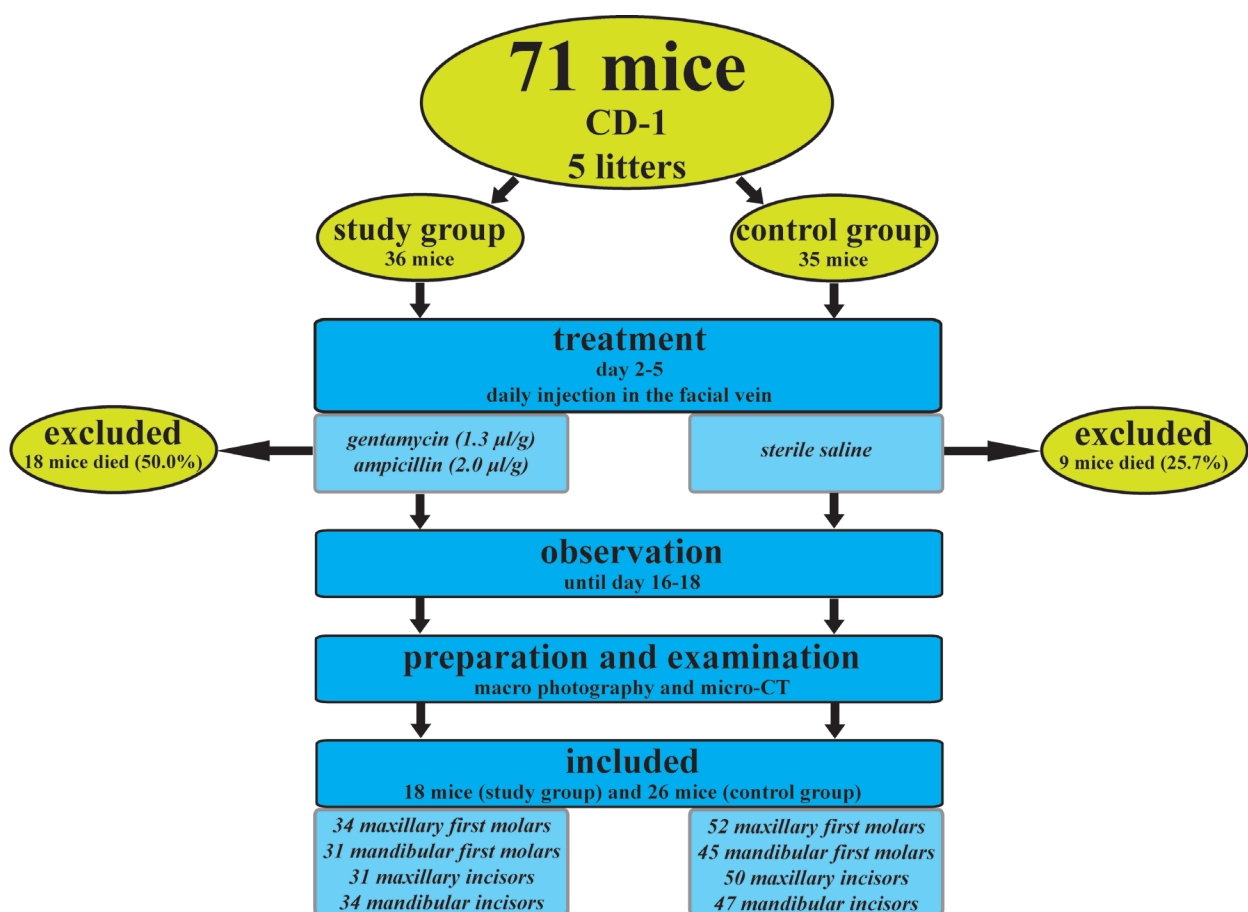 71 mice
CD-1
5 litters
study group
36 mice
control group
35 mice
treatment
day 2-5
daily injection in the facial vein
excluded
18 mice died (50.0%)
gentamycin (1.3 µl/g)
ampicillin (2.0 µl/g)
sterile saline
excluded
9 mice died (25.7%)
observation
until day 16-18
preparation and examination
macro photography and micro-CT
included
18 mice (study group) and 26 mice (control group)
34 maxillary first molars
31 mandibular first molars
31 maxillary incisors
34 mandibular incisors
52 maxillary first molars
45 mandibular first molars
50 maxillary incisors
47 mandibular incisors